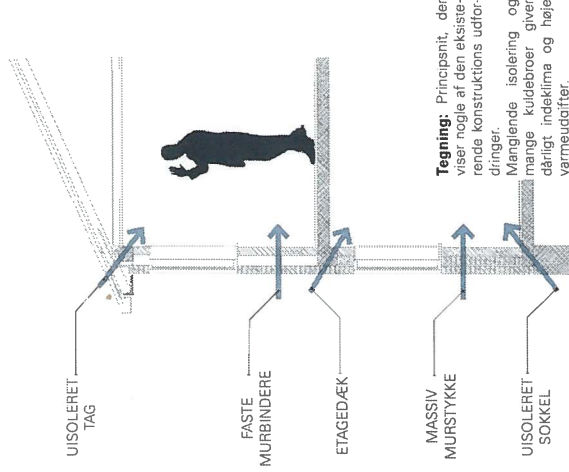 UISOLERET
TAG
FASTE
MURBINDERE
ETAGEDÆK
MASSIV
MURSTYKKE
UISOLERET
SOKKEL
Tegning: Principsnit, der
viser nogle af den eksiste-
rende konstruktions udfor-
dringer.
Manglende isolering og
mange kuldebroer giver
dårligt indeklima og høje
varmeudgifter.